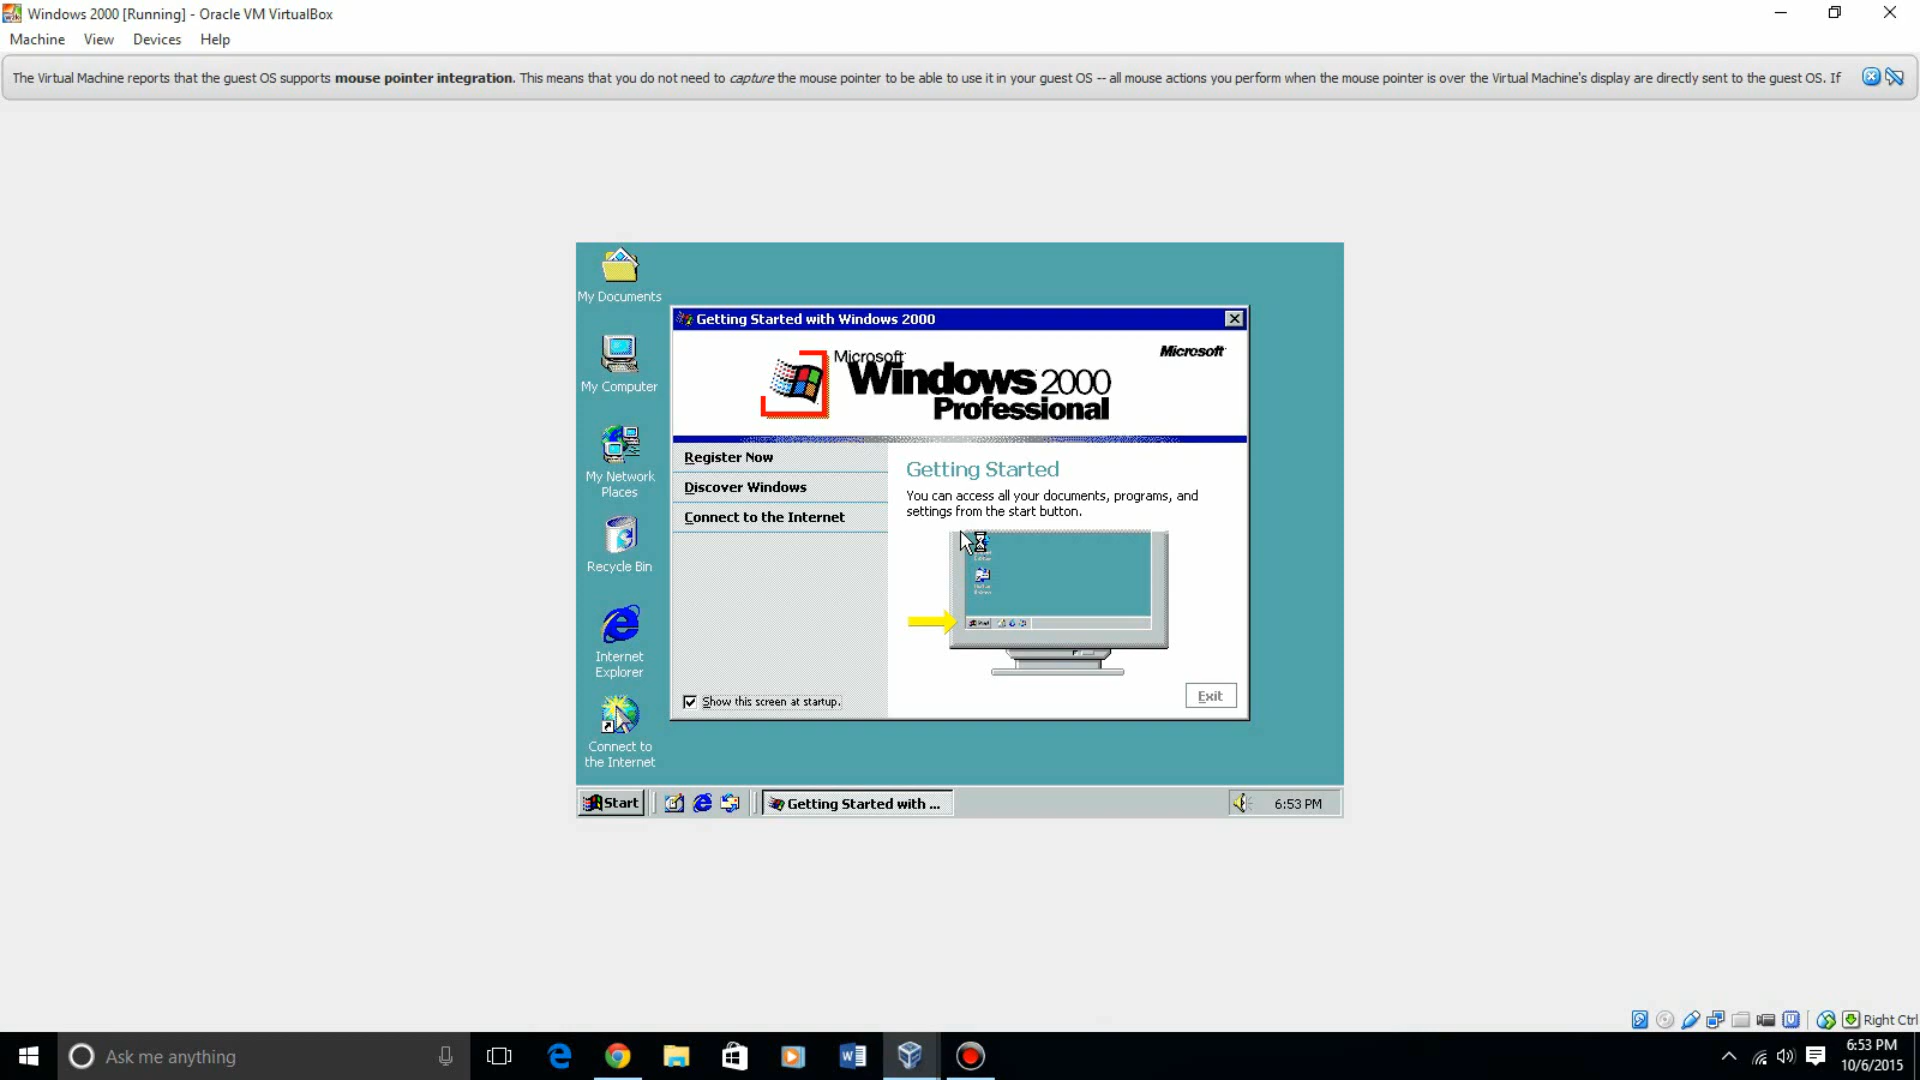 Windows 2000 [Running] - Oracle VM VirtualBox
Machine View Devices Help
The Virtual Machine reports that the guest OS supports mouse pointer integration. This means that you do not need to capture the mouse pointer to be able to use it in your guest OS -- all mouse actions you perform when the mouse pointer is over the Virtual Machine's display are directly sent to the guest OS. If
My Documents
Getting Started with Windows 2000
Microsoft
Microsoft
Windows 2000
Professional
My Computer
My Network
Places
Recycle Bin
Internet
Explorer
Connect to
the Internet
Register Now
Discover Windows
Connect to the Internet
Getting Started
You can access all your documents, programs, and
settings from the start button.
Start
Show this screen at startup.
Exit
Start
Getting Started with ...
6:53 PM
Right Ctrl
Ask me anything
6:53 PM
10/6/2015